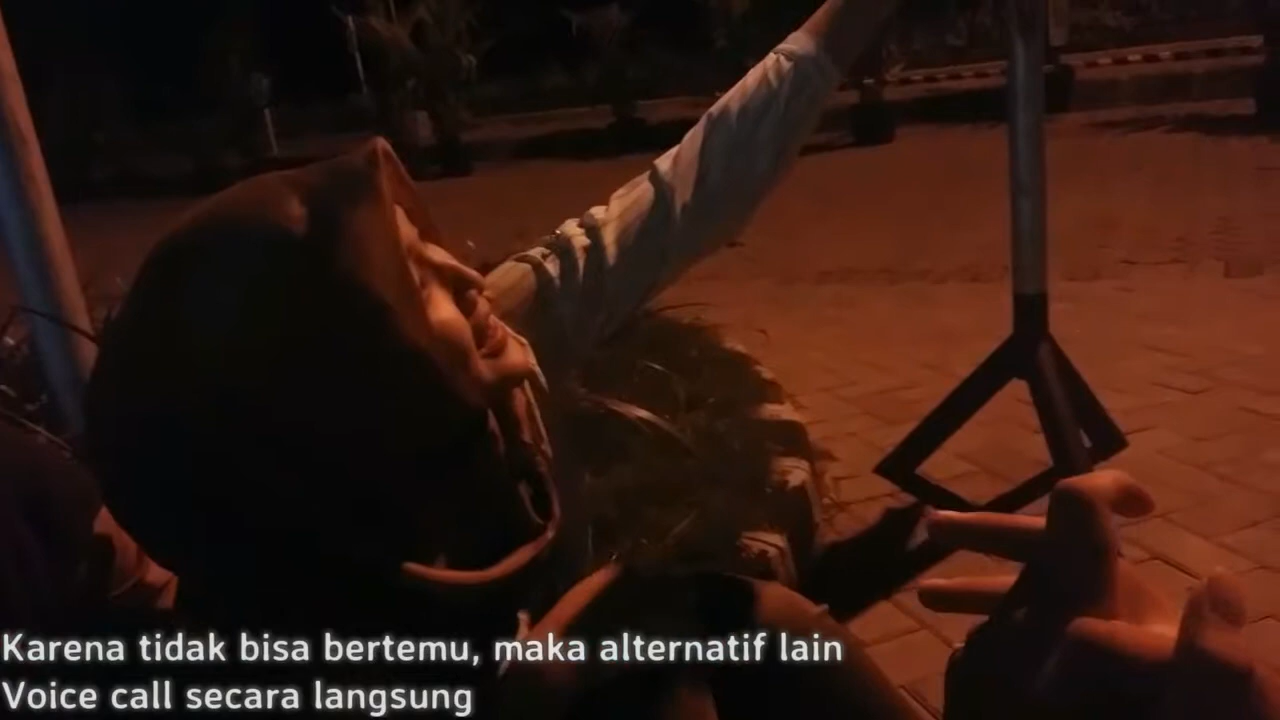 Karena tidak bisa bertemu, maka alternatif lain
Voice call secara langsung